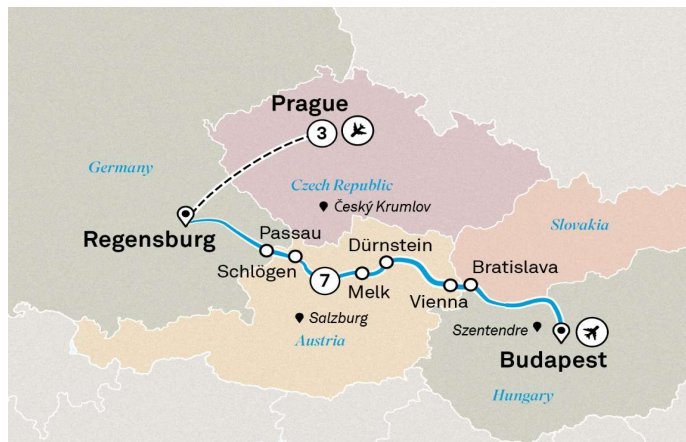 Prague
3
Germany
Czech Republic
Český Krumlov
Slovakia
Regensburg
Passau
Schlögen
Dürnstein
7
Melk
Vienna
Bratislava
Salzburg
Austria
Szentendre
Budapest
Hungary